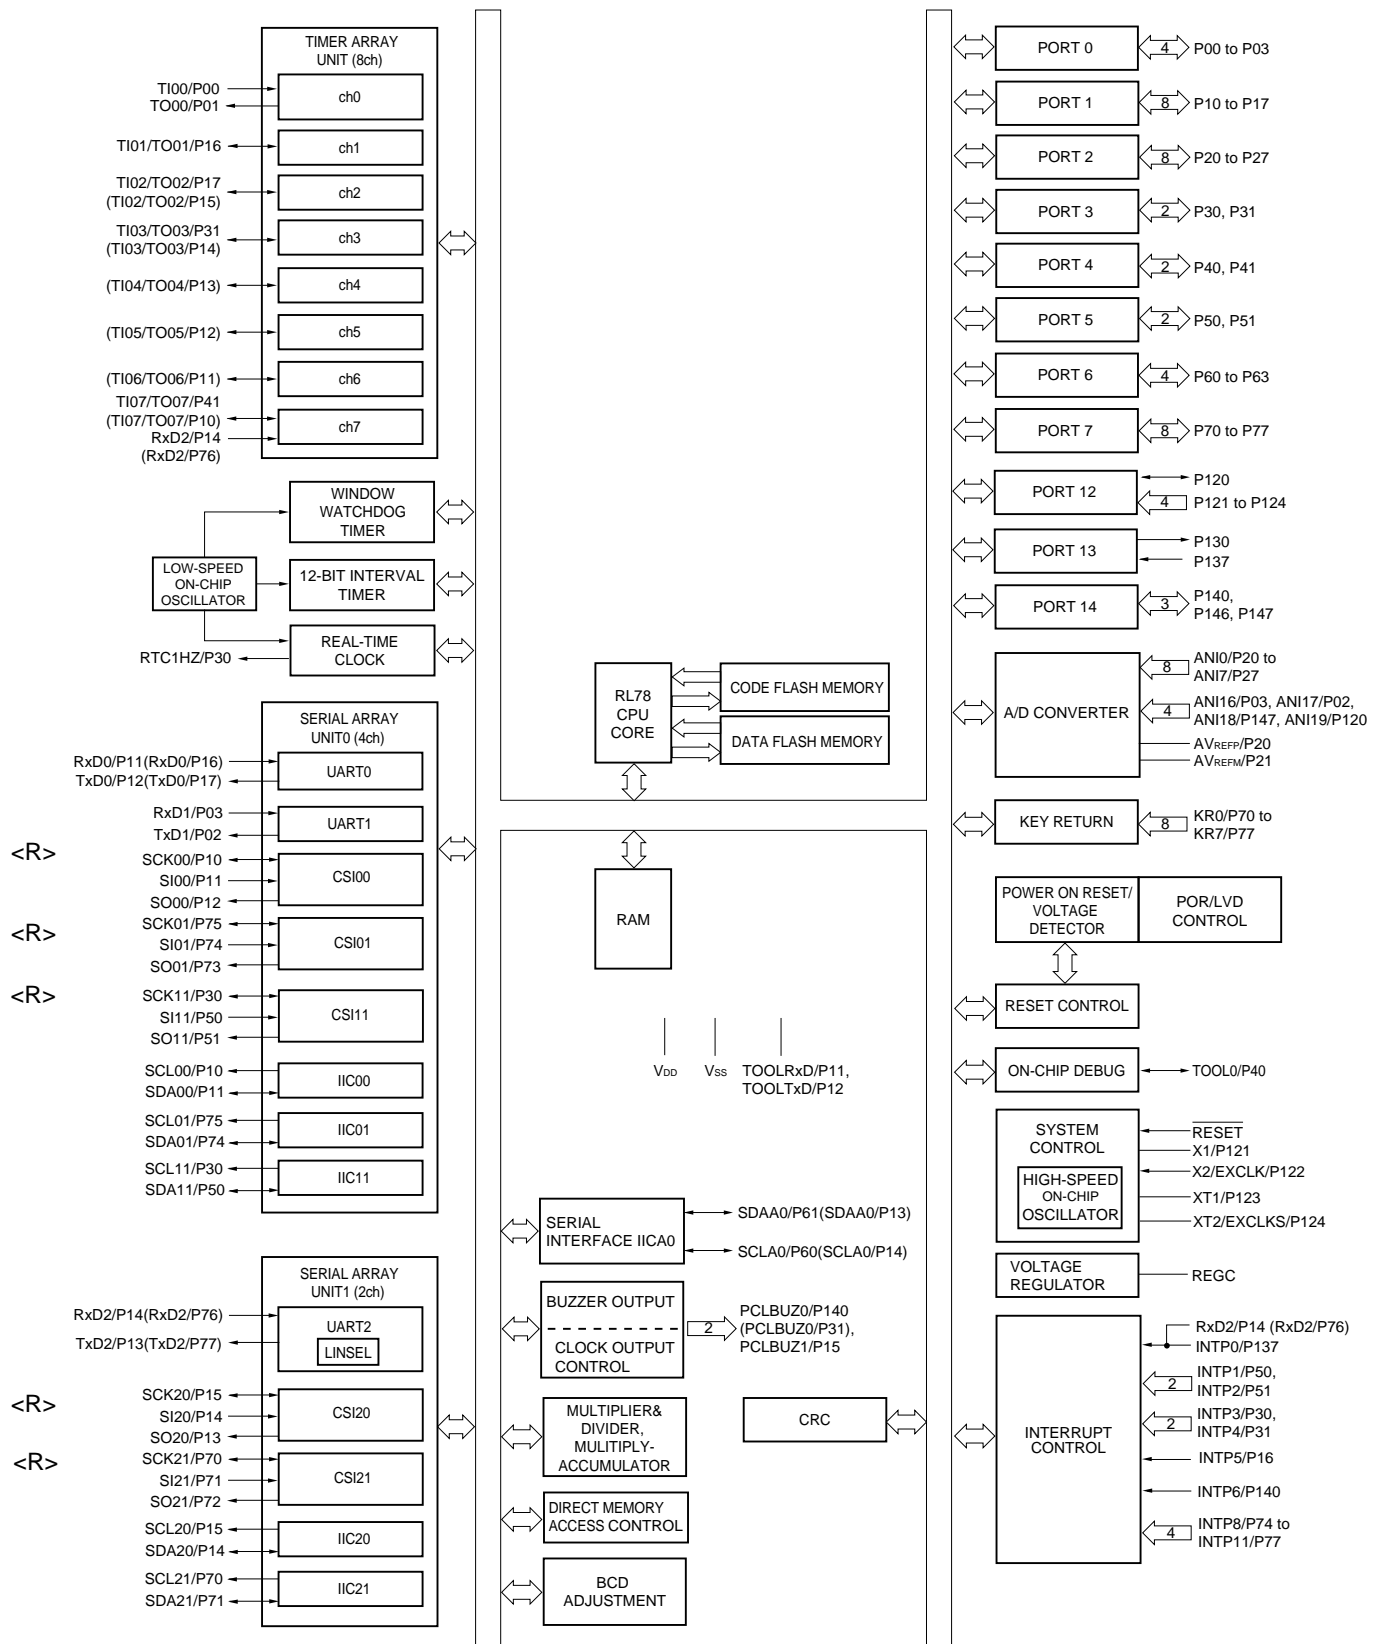 TIMER ARRAY
UNIT (8ch)
TI00/P00
TO00/P01
ch0
TI01/TO01/P16
ch1
TI02/TO02/P17
(TI02/TO02/P15)
ch2
TI03/TO03/P31
(TI03/TO03/P14)
ch3
(TI04/TO04/P13)
ch4
(TI05/TO05/P12)
ch5
(TI06/TO06/P11)
ch6
TI07/TO07/P41
(TI07/TO07/P10)
RxD2/P14
(RxD2/P76)
ch7
WINDOW
WATCHDOG
TIMER
LOW-SPEED
ON-CHIP
OSCILLATOR
12-BIT INTERVAL
TIMER
REAL-TIME
CLOCK
RTC1HZ/P30
SERIAL ARRAY
UNIT0 (4ch)
RxD0/P11(RxD0/P16)
TxD0/P12(TxD0/P17)
UART0
RxD1/P03
TxD1/P02
UART1
<R>
SCK00/P10
SI00/P11
SO00/P12
CSI00
<R>
SCK01/P75
SI01/P74
SO01/P73
CSI01
<R>
SCK11/P30
SI11/P50
SO11/P51
CSI11
SCL00/P10
SDA00/P11
IIC00
SCL01/P75
SDA01/P74
IIC01
SCL11/P30
SDA11/P50
IIC11
SERIAL ARRAY
UNIT1 (2ch)
RxD2/P14(RxD2/P76)
TxD2/P13(TxD2/P77)
UART2
LINSEL
<R>
SCK20/P15
SI20/P14
SO20/P13
CSI20
<R>
SCK21/P70
SI21/P71
SO21/P72
CSI21
SCL20/P15
SDA20/P14
IIC20
SCL21/P70
SDA21/P71
IIC21
RL78
CPU
CORE
CODE FLASH MEMORY
DATA FLASH MEMORY
RAM
VDD
VSS
TOOLRxD/P11,
TOOLTxD/P12
SERIAL
INTERFACE IICA0
SDAA0/P61(SDAA0/P13)
SCLA0/P60(SCLA0/P14)
BUZZER OUTPUT
CLOCK OUTPUT
CONTROL
2
PCLBUZ0/P140
(PCLBUZ0/P31),
PCLBUZ1/P15
MULTIPLIER&
DIVIDER,
MULITIPLY-
ACCUMULATOR
CRC
DIRECT MEMORY
ACCESS CONTROL
BCD
ADJUSTMENT
PORT 0
4
P00 to P03
PORT 1
8
P10 to P17
PORT 2
8
P20 to P27
PORT 3
2
P30, P31
PORT 4
2
P40, P41
PORT 5
2
P50, P51
PORT 6
4
P60 to P63
PORT 7
8
P70 to P77
PORT 12
P120
4
P121 to P124
PORT 13
P130
P137
PORT 14
3
P140,
P146, P147
A/D CONVERTER
8
ANI0/P20 to
ANI7/P27
4
ANI16/P03, ANI17/P02,
ANI18/P147, ANI19/P120
AVREFP/P20
AVREFM/P21
KEY RETURN
8
KR0/P70 to
KR7/P77
POWER ON RESET/
VOLTAGE
DETECTOR
POR/LVD
CONTROL
RESET CONTROL
ON-CHIP DEBUG
TOOL0/P40
SYSTEM
CONTROL
HIGH-SPEED
ON-CHIP
OSCILLATOR
RESET
X1/P121
X2/EXCLK/P122
XT1/P123
XT2/EXCLKS/P124
VOLTAGE
REGULATOR
REGC
INTERRUPT
CONTROL
RxD2/P14 (RxD2/P76)
INTP0/P137
2
INTP1/P50,
INTP2/P51
2
INTP3/P30,
INTP4/P31
INTP5/P16
INTP6/P140
4
INTP8/P74 to
INTP11/P77